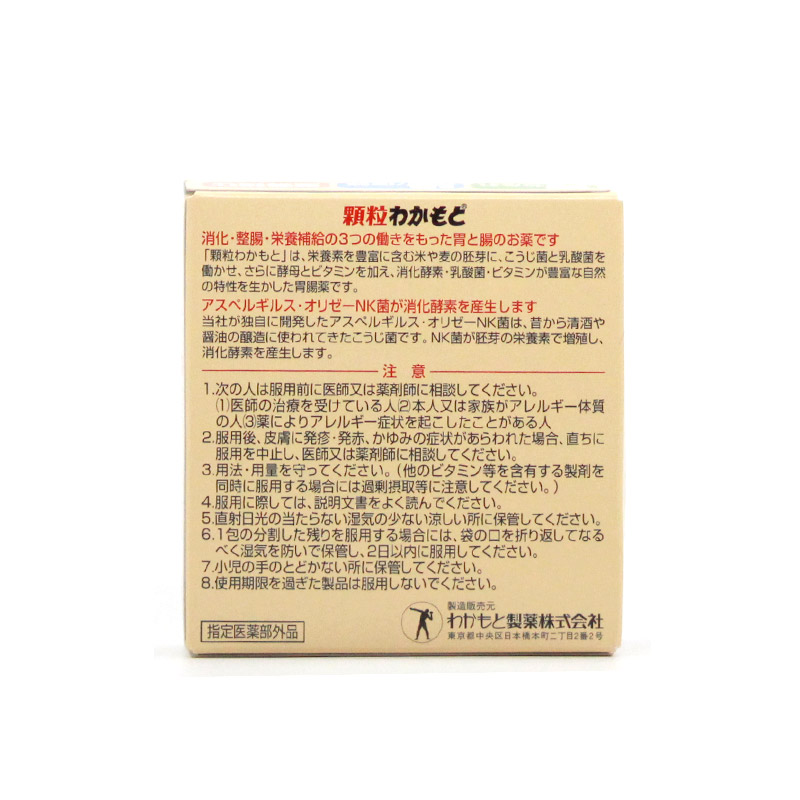 顆粒わかもと®
消化・整腸・栄養補給の3つの働きをもった胃と腸のお薬です
「顆粒わかもと」は、栄養素を豊富に含む米や麦の胚芽に、こうじ菌と乳酸菌を
働かせ、さらに酵母とビタミンを加え、消化酵素・乳酸菌・ビタミンが豊富な自然
の特性を生かした胃腸薬です。
アスペルギルス・オリゼーNK菌が消化酵素を産生します
当社が独自に開発したアスペルギルス・オリゼーNK菌は、昔から清酒や
醤油の醸造に使われてきたこうじ菌です。NK菌が胚芽の栄養素で増殖し、
消化酵素を産生します。
注意
1.次の人は服用前に医師又は薬剤師に相談してください。
⑴医師の治療を受けている人⑵本人又は家族がアレルギー体質
の人⑶薬によりアレルギー症状を起こしたことがある人
2.服用後、皮膚に発疹・発赤、かゆみの症状があらわれた場合、直ちに
服用を中止し、医師又は薬剤師に相談してください。
3.用法・用量を守ってください。(他のビタミン等を含有する製剤を
同時に服用する場合には過剰摂取等に注意してください。)
4.服用に際しては、説明文書をよく読んでください。
5.直射日光の当たらない湿気の少ない涼しい所に保管してください。
6.1包の分割した残りを服用する場合には、袋の口を折り返してなる
べく湿気を防いで保管し、2日以内に服用してください。
7.小児の手のとどかない所に保管してください。
8.使用期限を過ぎた製品は服用しないでください。
指定医薬部外品
製造販売元
わかもと製薬株式会社
東京都中央区日本橋本町二丁目2番2号